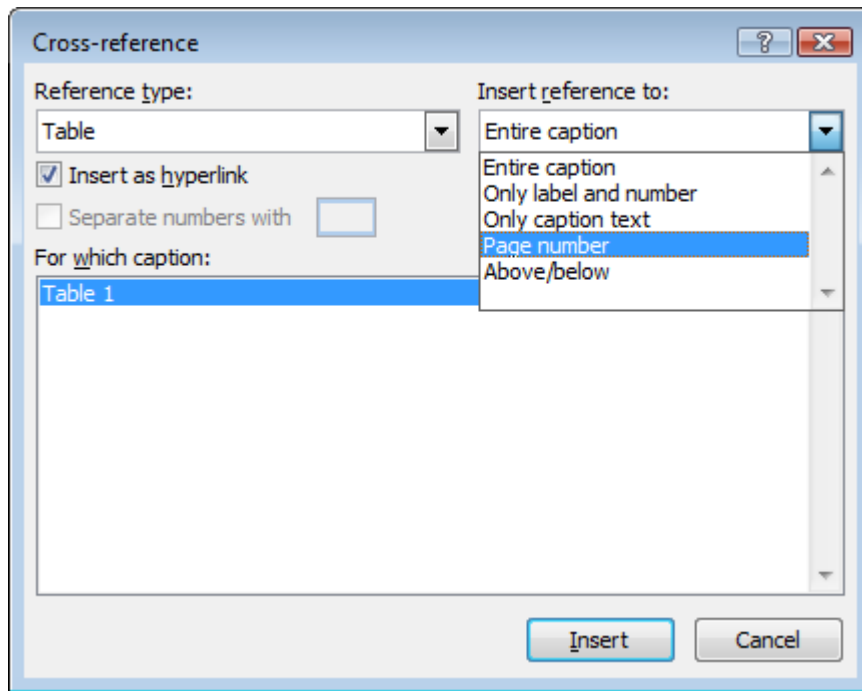 Cross-reference
Reference type:
Insert reference to:
Table
Entire caption
Insert as hyperlink
Separate numbers with
Entire caption
Only label and number
Only caption text
Page number
Above/below
For which caption:
Table 1
Insert
Cancel